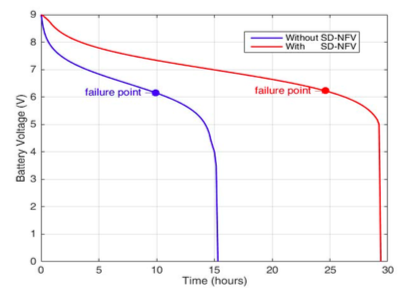 9
8
7
6
5
4
3
2
1
0
Battery Voltage (V)
Without SD-NFV
With SD-NFV
failure point
failure point
0 5 10 15 20 25 30
Time (hours)